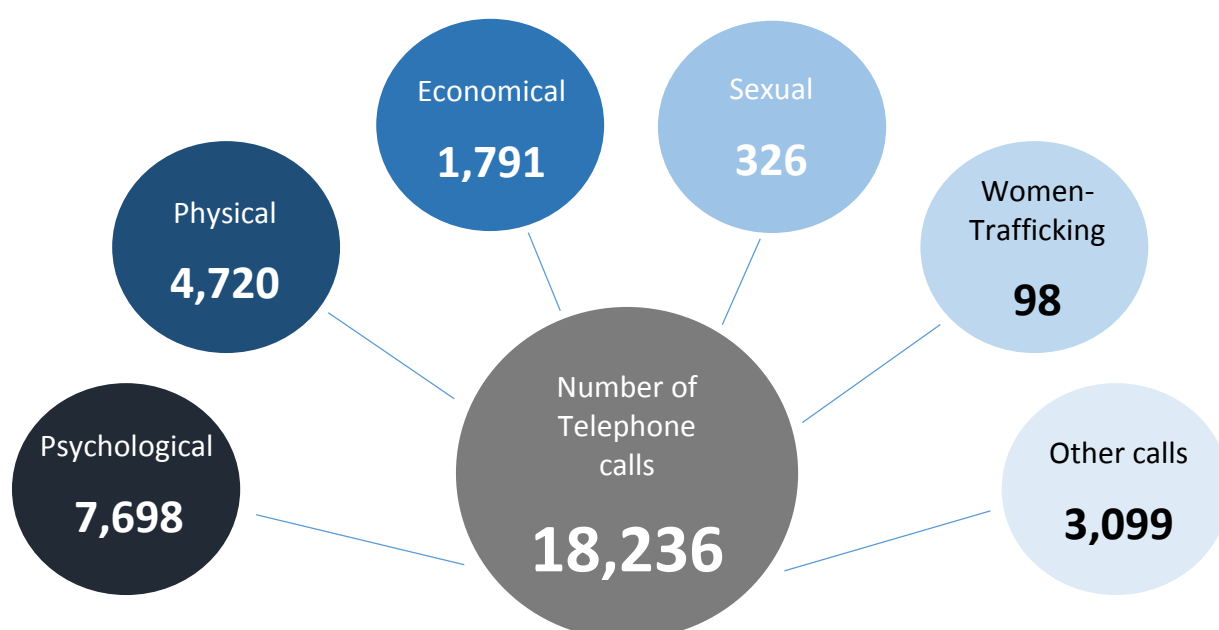 Economical
1,791
Sexual
326
Physical
4,720
Women-
Trafficking
98
Psychological
7,698
Number of
Telephone
calls
18,236
Other calls
3,099